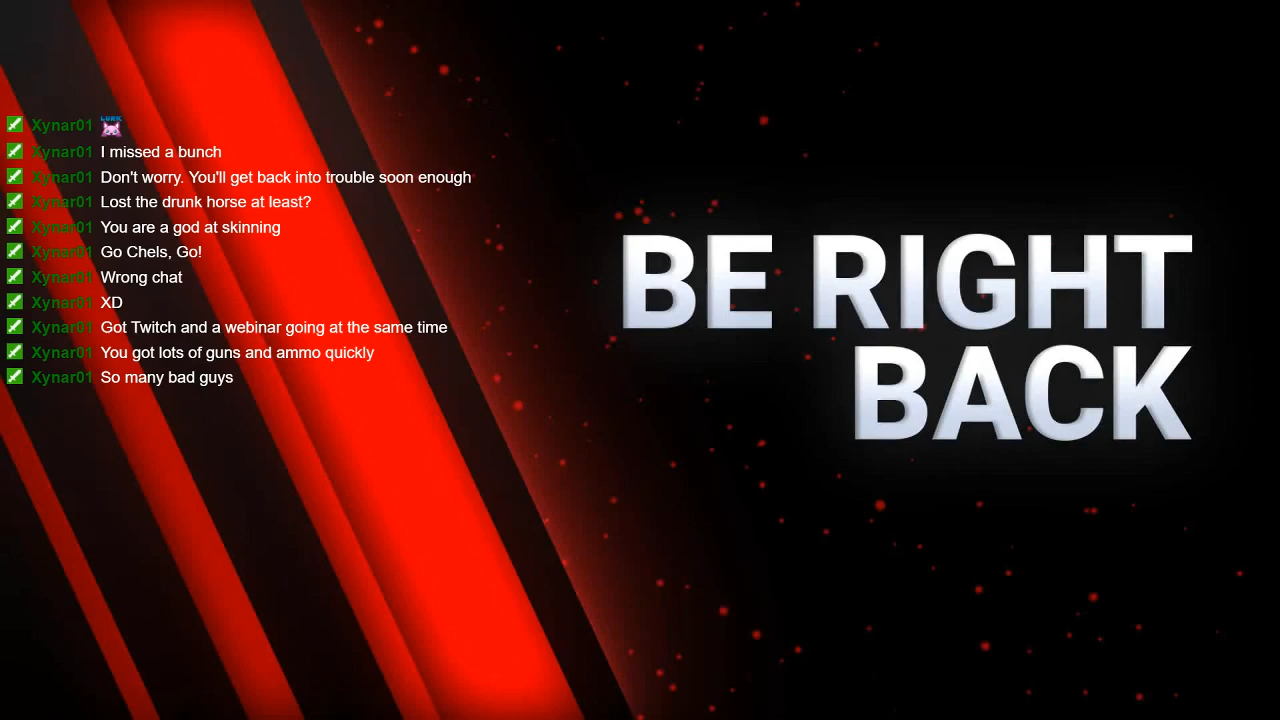 Xynar01 LURK
Xynar01 I missed a bunch
Xynar01 Don't worry. You'll get back into trouble soon enough
Xynar01 Lost the drunk horse at least?
Xynar01 You are a god at skinning
Xynar01 Go Chels, Go!
Xynar01 Wrong chat
Xynar01 XD
Xynar01 Got Twitch and a webinar going at the same time
Xynar01 You got lots of guns and ammo quickly
Xynar01 So many bad guys
BE RIGHT
BACK